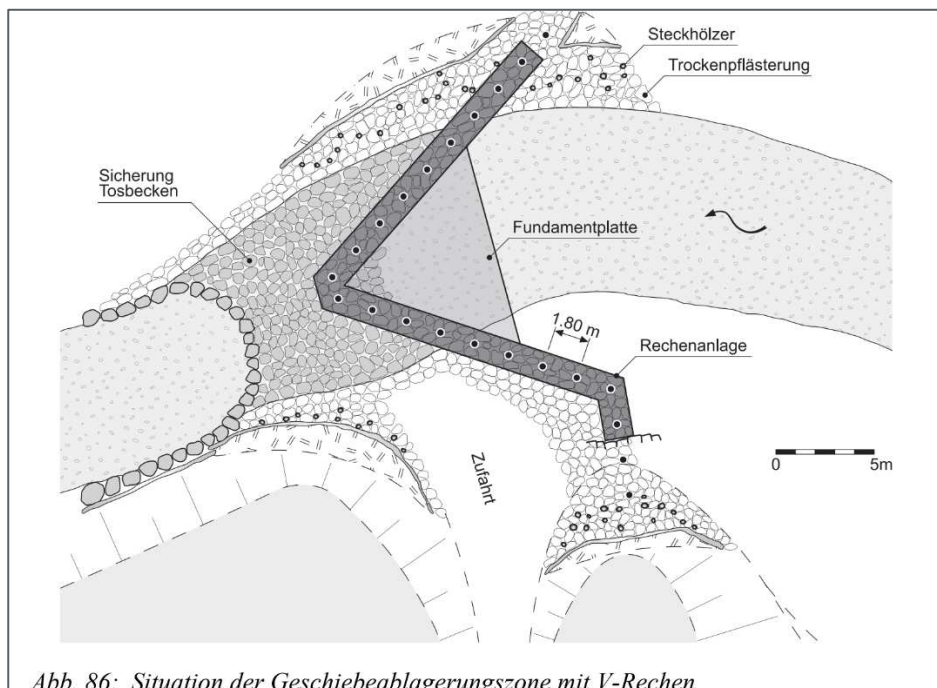 Steckhölzer
Trockenpflästerung
Sicherung
Tosbecken
Fundamentplatte
1.80 m
Rechenanlage
Zufahrt
0 5m
Abb. 86: Situation der Geschiebeablagerungszone mit V-Rechen